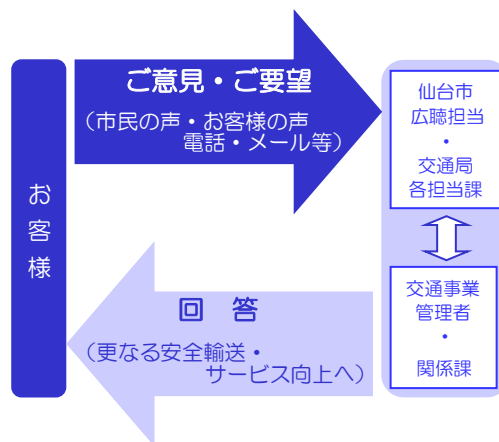 お客様
ご意見・ご要望
（市民の声・お客様の声
電話・メール等）
仙台市
広聴担当
・
交通局
各担当課
交通事業
管理者
・
関係課
回 答
（更なる安全輸送・
サービス向上へ）